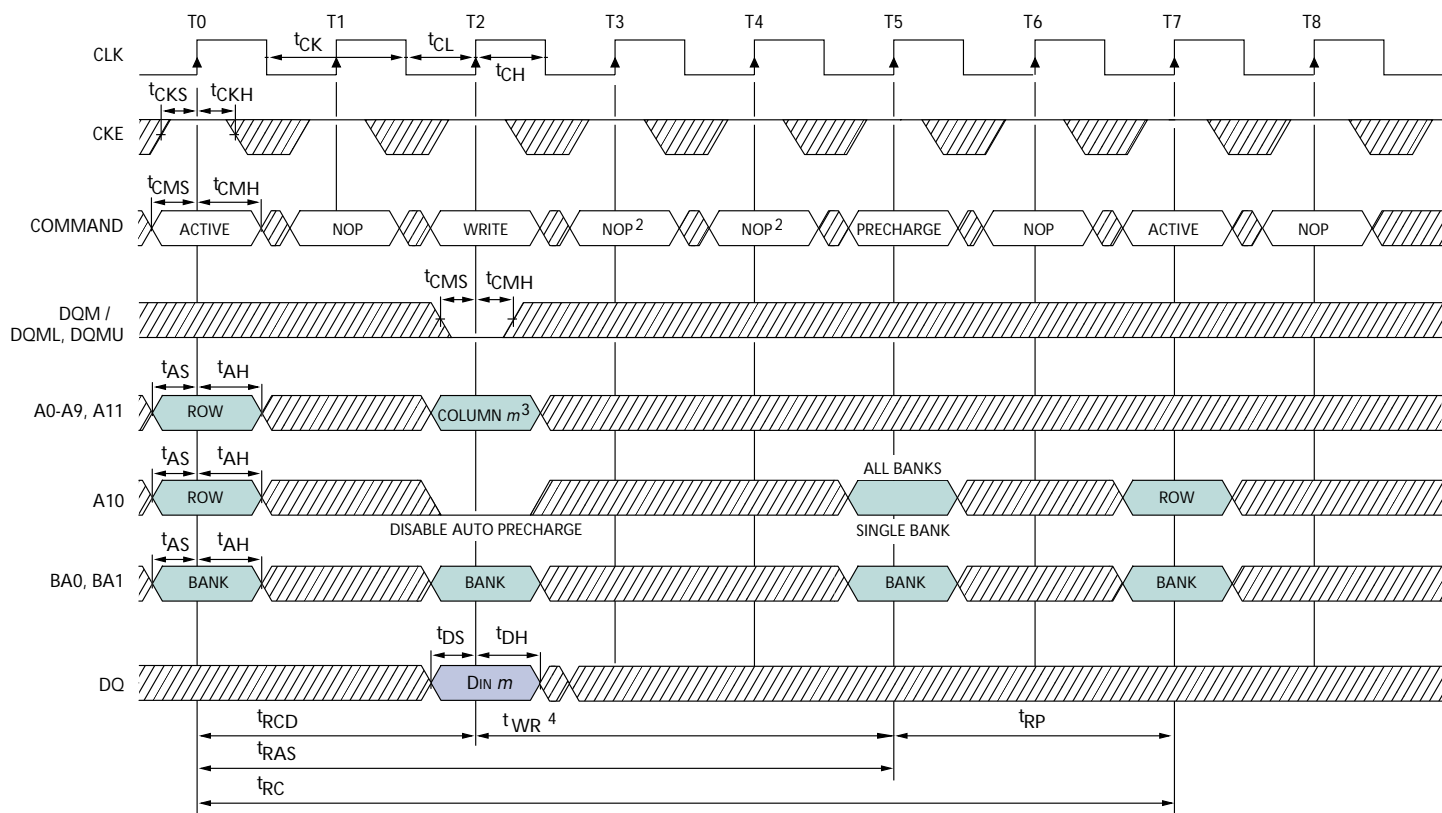 T0 T1 T2 T3 T4 T5 T6 T7 T8
CLK
tCK tCL
tCH
tCKS tCKH
CKE
tCMS tCMH
COMMAND ACTIVE NOP WRITE NOP2 NOP2 PRECHARGE NOP ACTIVE NOP
tCMS tCMH
DQM /
DQML, DQMU
tAS tAH
A0-A9, A11 ROW COLUMN m3
tAS tAH
ALL BANKS
A10 ROW ROW
DISABLE AUTO PRECHARGE SINGLE BANK
tAS tAH
BA0, BA1 BANK BANK BANK BANK
tDS tDH
DQ DIN m
tRCD tWR 4 tRP
tRAS
tRC